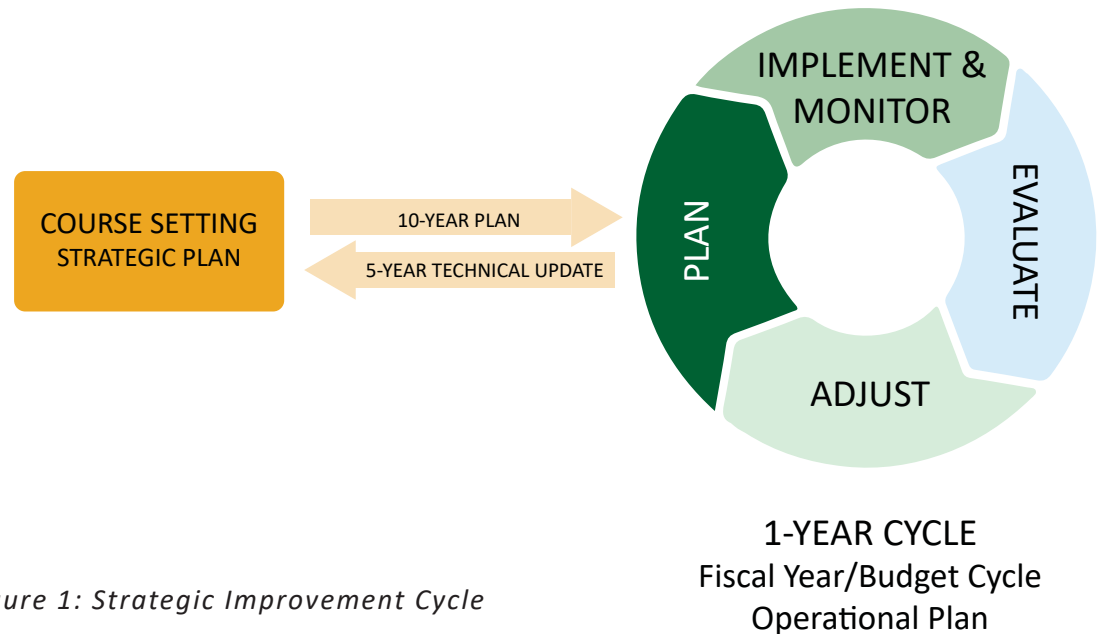 COURSE SETTING
STRATEGIC PLAN
10-YEAR PLAN
5-YEAR TECHNICAL UPDATE
PLAN
IMPLEMENT &
MONITOR
EVALUATE
ADJUST
1-YEAR CYCLE
Fiscal Year/Budget Cycle
Operational Plan
ure 1: Strategic Improvement Cycle